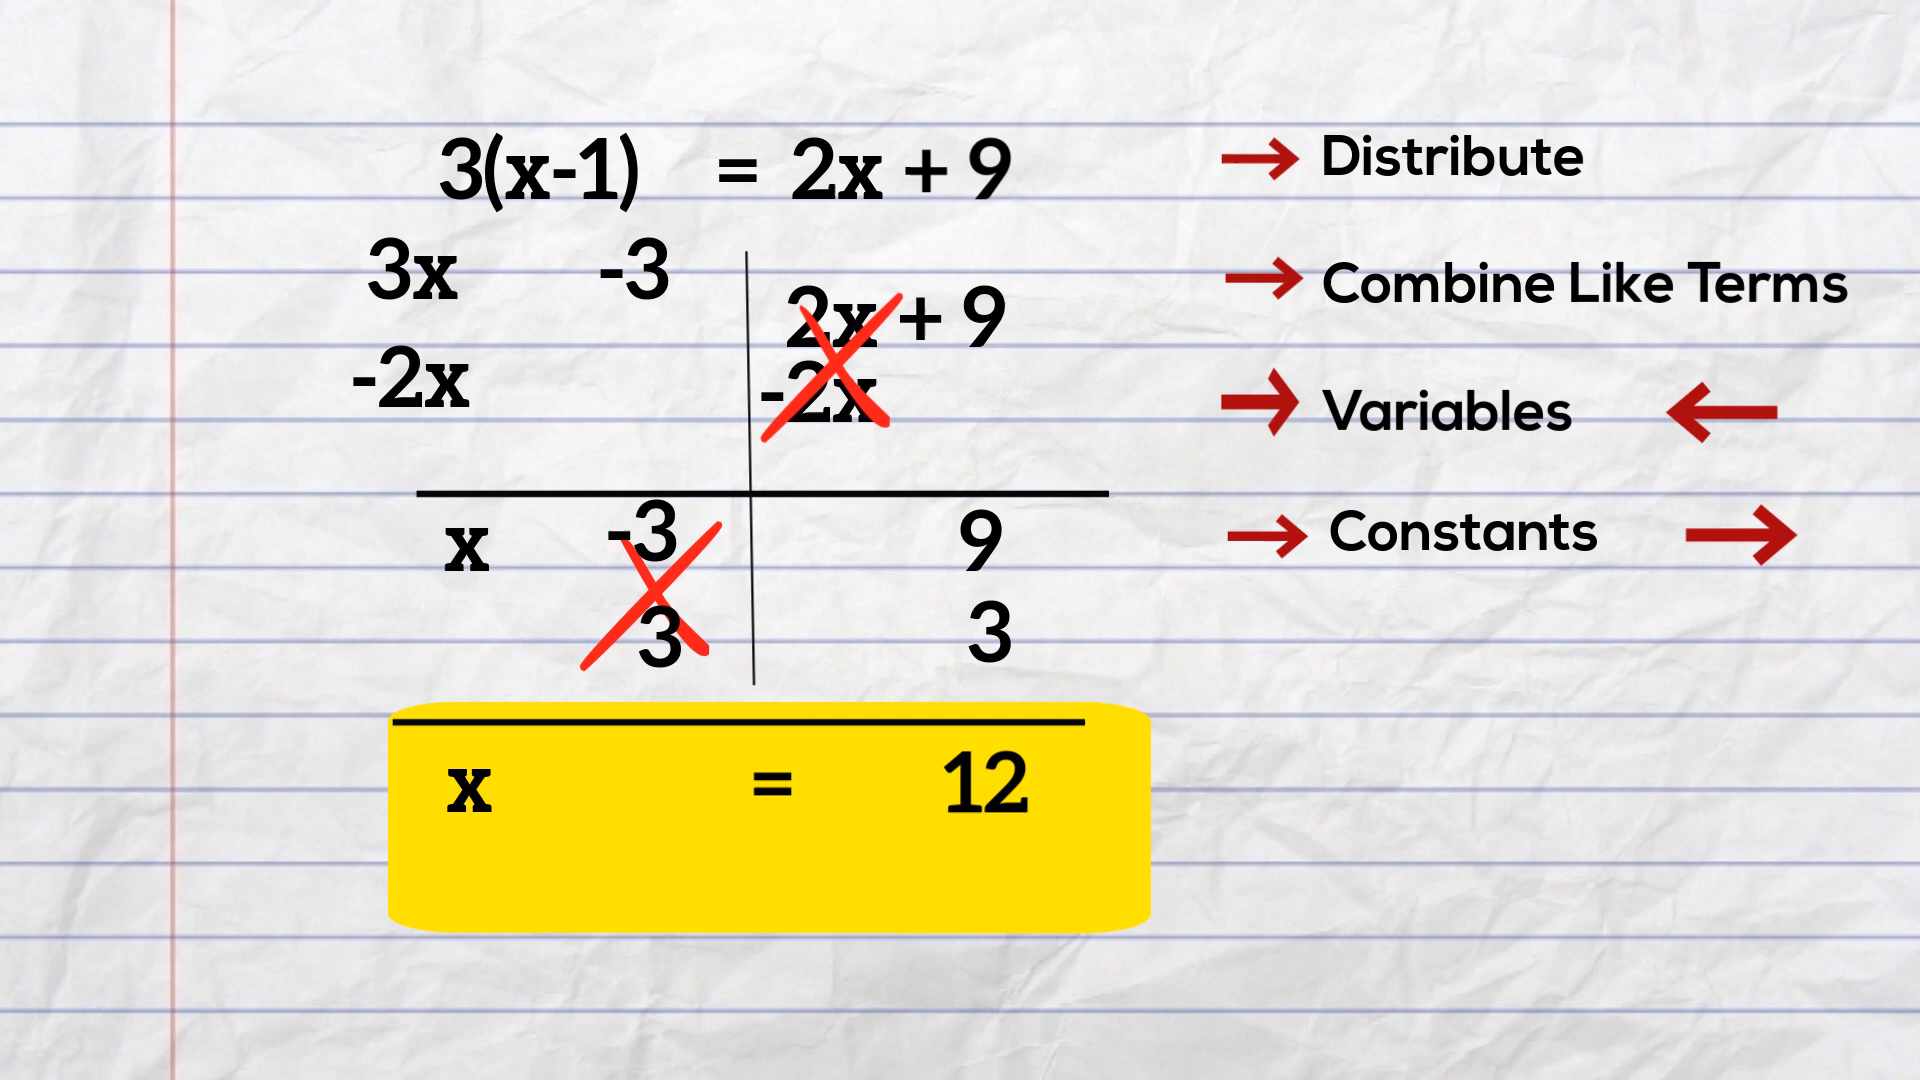 3(x-1) = 2x + 9
3x -3
2x + 9
-2x
-2x
x -3 9
3 3
x = 12
Distribute
Combine Like Terms
Variables
Constants